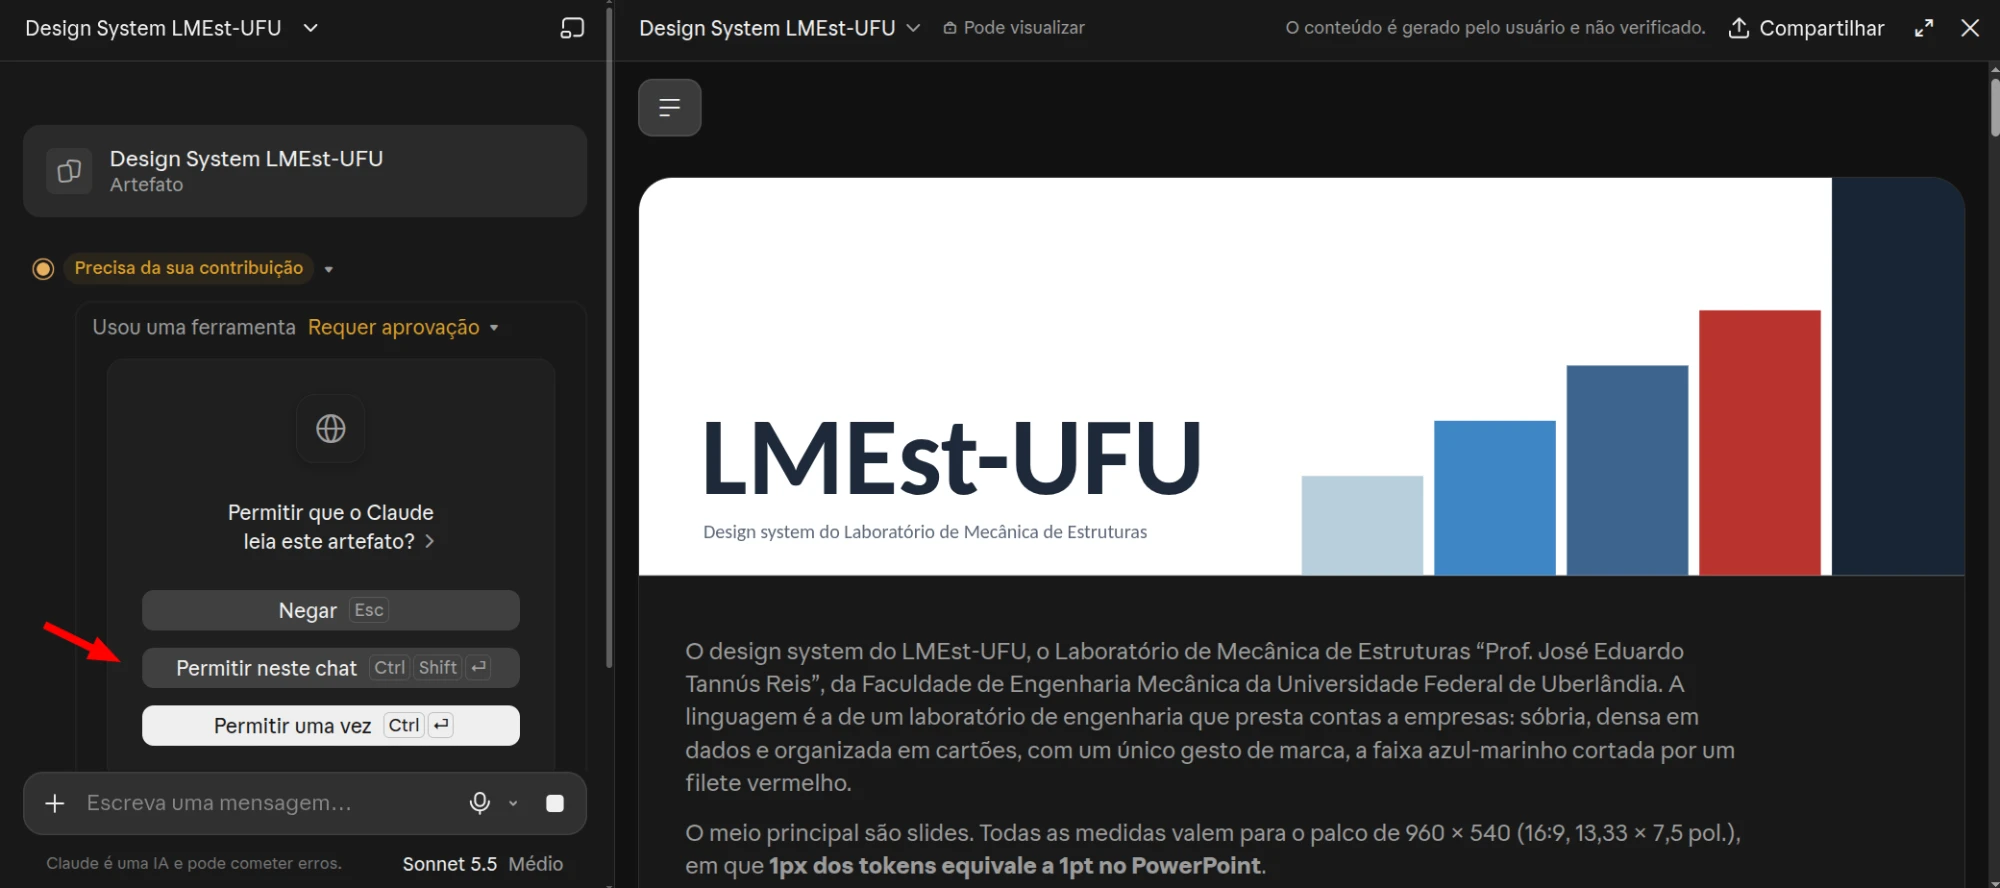 Design System LMEst-UFU
Design System LMEst-UFU
Artefato
Precisa da sua contribuição
Usou uma ferramenta Requer aprovação
Permitir que o Claude
leia este artefato?
Negar Esc
Permitir neste chat Ctrl Shift
Permitir uma vez Ctrl
Escreva uma mensagem...
Claude é uma IA e pode cometer erros.
Sonnet 5.5 Médio
Design System LMEst-UFU
Pode visualizar
O conteúdo é gerado pelo usuário e não verificado.
Compartilhar
LMEst-UFU
Design system do Laboratório de Mecânica de Estruturas
O design system do LMEst-UFU, o Laboratório de Mecânica de Estruturas “Prof. José Eduardo
Tannús Reis”, da Faculdade de Engenharia Mecânica da Universidade Federal de Uberlândia. A
linguagem é a de um laboratório de engenharia que presta contas a empresas: sóbria, densa em
dados e organizada em cartões, com um único gesto de marca, a faixa azul-marinho cortada por um
filete vermelho.
O meio principal são slides. Todas as medidas valem para o palco de 960 × 540 (16:9, 13,33 × 7,5 pol.),
em que 1px dos tokens equivale a 1pt no PowerPoint.